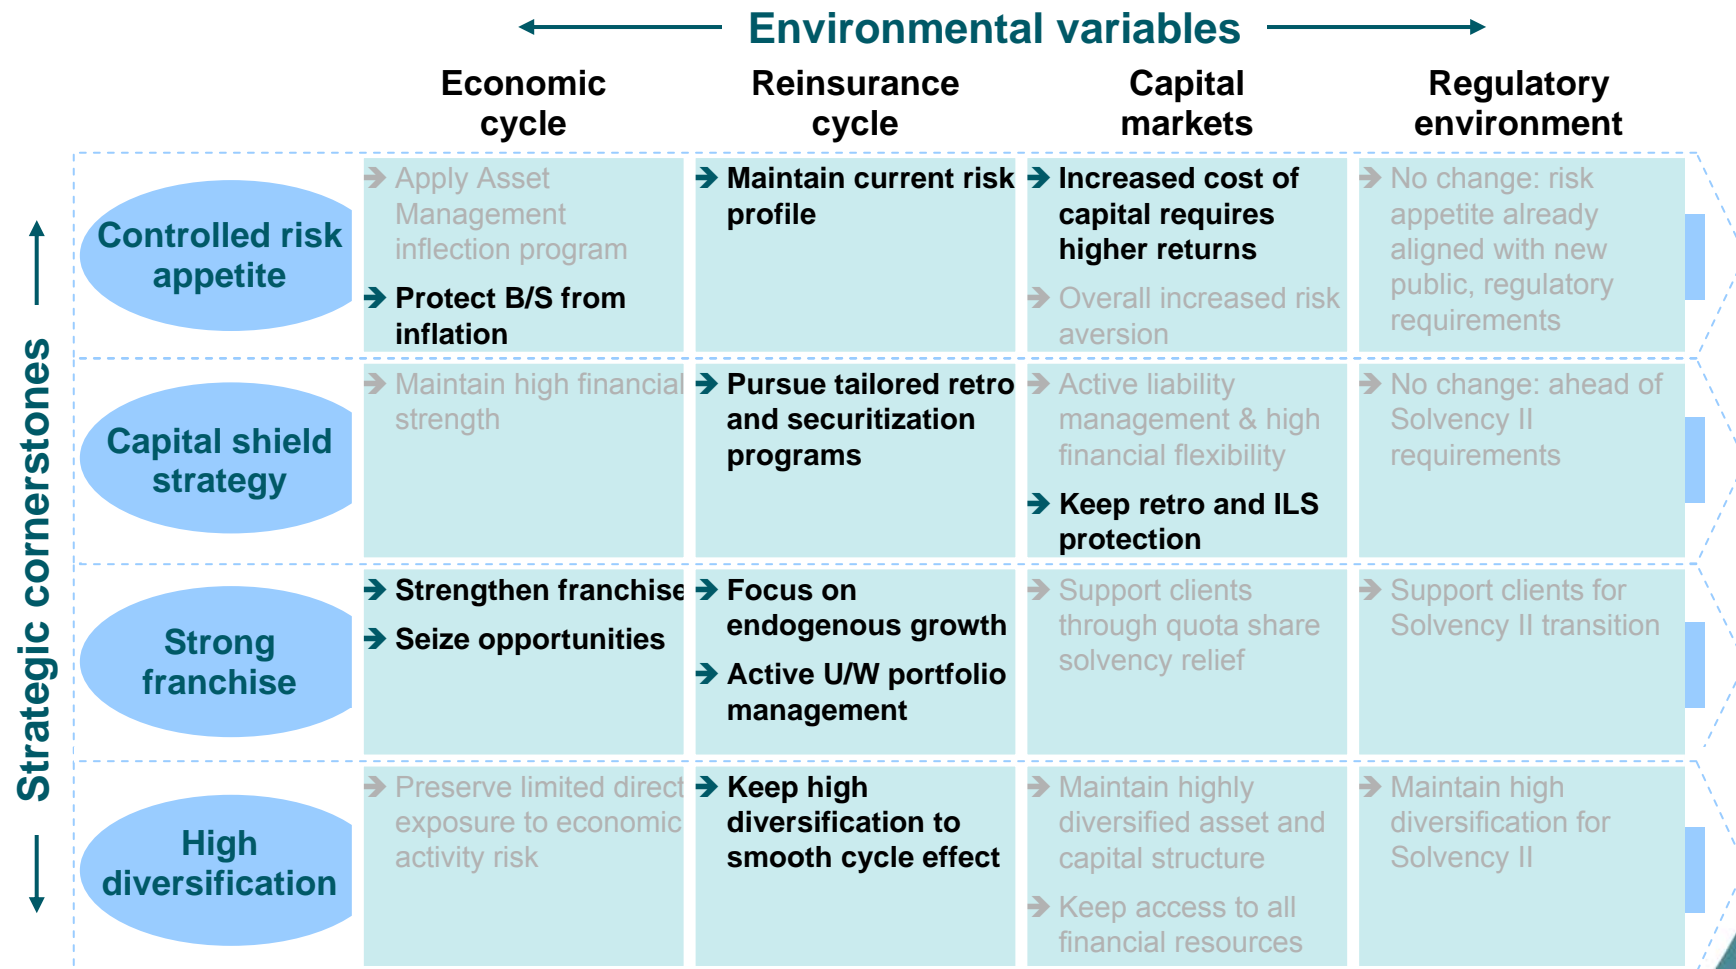 Environmental variables
Economic
cycle
Reinsurance
cycle
Capital
markets
Regulatory
environment
Strategic cornerstones
Controlled risk
appetite
Apply Asset
Management
inflection program
Protect B/S from
inflation
Maintain current risk
profile
Increased cost of
capital requires
higher returns
Overall increased risk
aversion
No change: risk
appetite already
aligned with new
public, regulatory
requirements
Capital shield
strategy
Maintain high financial
strength
Pursue tailored retro
and securitization
programs
Active liability
management & high
financial flexibility
Keep retro and ILS
protection
No change: ahead of
Solvency II
requirements
Strong
franchise
Strengthen franchise
Seize opportunities
Focus on
endogenous growth
Active U/W portfolio
management
Support clients
through quota share
solvency relief
Support clients for
Solvency II transition
High
diversification
Preserve limited direct
exposure to economic
activity risk
Keep high
diversification to
smooth cycle effect
Maintain highly
diversified asset and
capital structure
Keep access to all
financial resources
Maintain high
diversification for
Solvency II